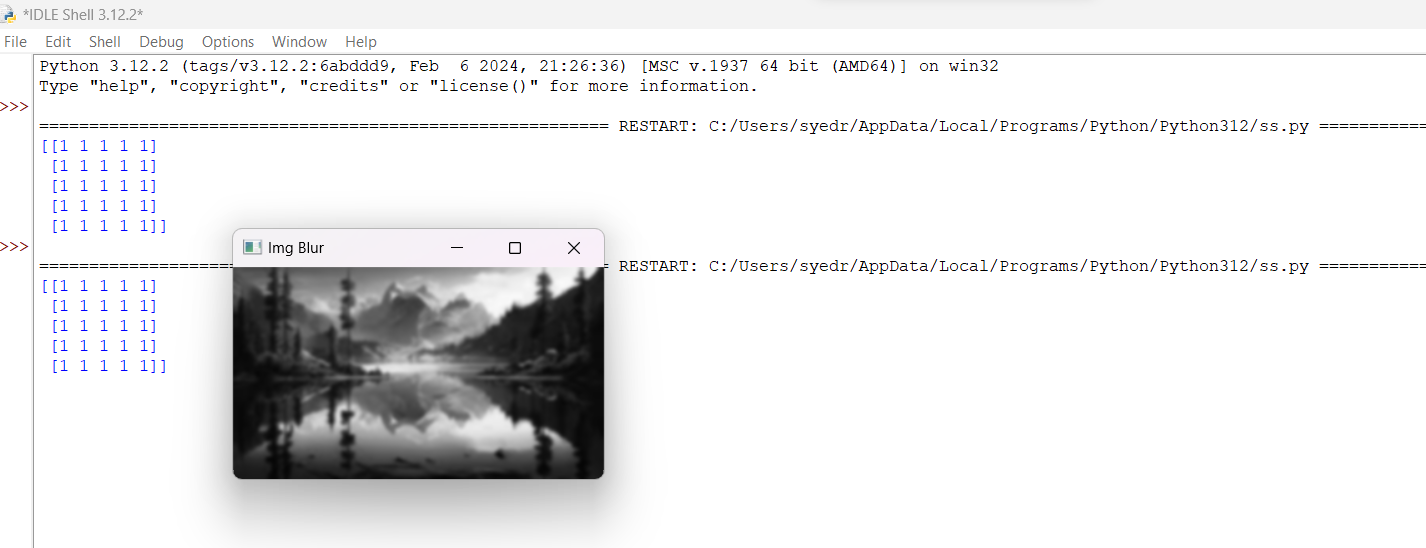 *IDLE Shell 3.12.2*
File Edit Shell Debug Options Window Help
Python 3.12.2 (tags/v3.12.2:6abddd9, Feb  6 2024, 21:26:36) [MSC v.1937 64 bit (AMD64)] on win32
Type "help", "copyright", "credits" or "license()" for more information.
>>>
========================================================= RESTART: C:/Users/syedr/AppData/Local/Programs/Python/Python312/ss.py ===========
[[1 1 1 1 1]
 [1 1 1 1 1]
 [1 1 1 1 1]
 [1 1 1 1 1]
 [1 1 1 1 1]]
>>>
Img Blur
=================== = RESTART: C:/Users/syedr/AppData/Local/Programs/Python/Python312/ss.py ===========
[[1 1 1 1 1]
 [1 1 1 1 1]
 [1 1 1 1 1]
 [1 1 1 1 1]
 [1 1 1 1 1]]